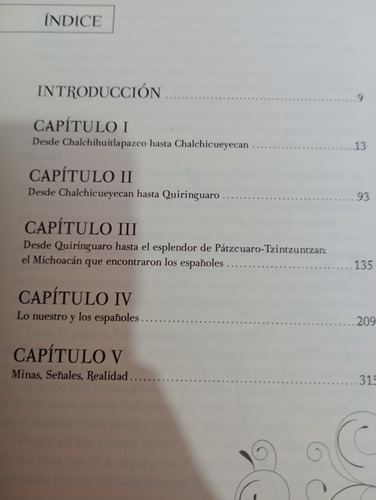 ÍNDICE
INTRODUCCIÓN ........................................ 9
CAPÍTULO I
Desde Chalchihuitlapazco hasta Chalchicueyecan ........................ 13
CAPÍTULO II
Desde Chalchicueyecan hasta Quiringuaro ............................ 93
CAPÍTULO III
Desde Quiringuaro hasta el esplendor de Pátzcuaro-Tzintzuntzan:
el Michoacán que encontraron los españoles ............................ 135
CAPÍTULO IV
Lo nuestro y los españoles ................................................ 209
CAPÍTULO V
Minas, Señales, Realidad .................................................. 315